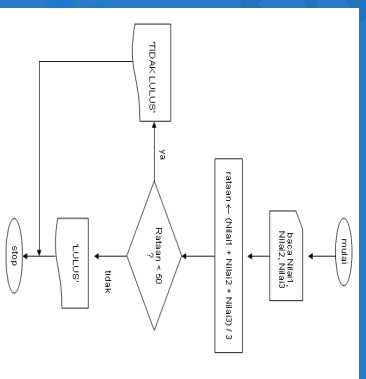 mulai
baca Nilai1,
Nilai2, Nilai3
rataan ← (Nilai1 + Nilai2 + Nilai3) / 3
Rataan < 50
?
ya
tidak
'TIDAK LULUS'
'LULUS'
stop